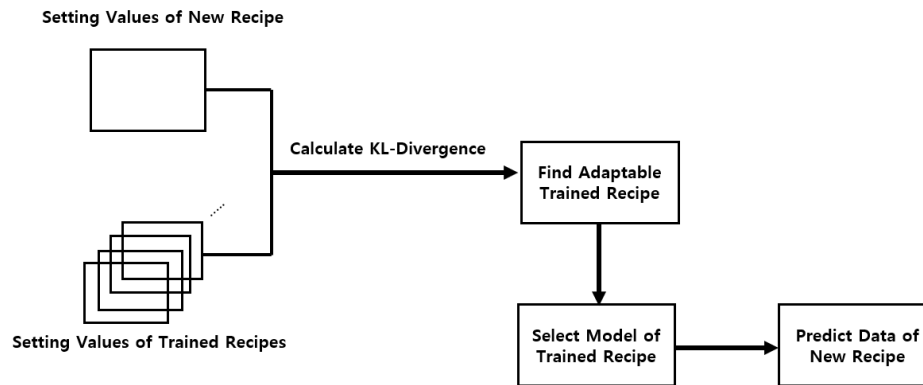 Setting Values of New Recipe
Calculate KL-Divergence
Find Adaptable
Trained Recipe
Setting Values of Trained Recipes
Select Model of
Trained Recipe
Predict Data of
New Recipe